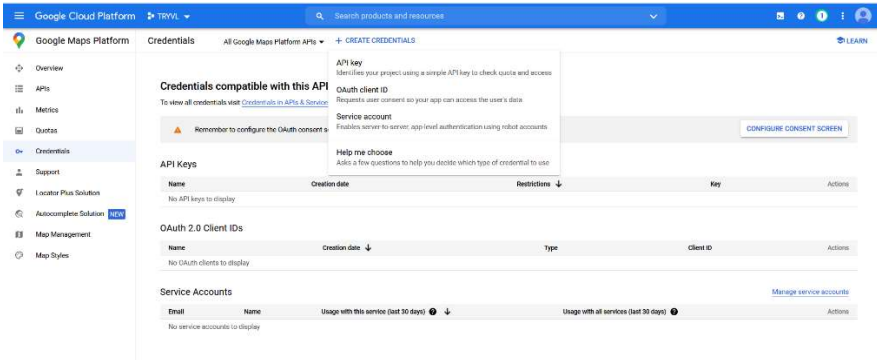 Google Cloud Platform TRYVL Search products and resources 1
Google Maps Platform Credentials All Google Maps Platform APIs + CREATE CREDENTIALS LEARN
Overview
APIs
Metrics
Quotas
Credentials
Support
Locator Plus Solution
Autocomplete Solution NEW
Map Management
Map Styles
API key
Identifies your project using a simple API key to check quota and access
OAuth client ID
Requests user consent so your app can access the user's data
Service account
Enables server-to-server, app-level authentication using robot accounts
Help me choose
Asks a few questions to help you decide which type of credential to use
Credentials compatible with this API
To view all credentials visit Credentials in APIs & Service
Remember to configure the OAuth consent s CONFIGURE CONSENT SCREEN
API Keys
Name Creation date Restrictions Key Actions
No API keys to display
OAuth 2.0 Client IDs
Name Creation date Type Client ID Actions
No OAuth clients to display
Service Accounts Manage service accounts
Email Name Usage with this service (last 30 days) Usage with all services (last 30 days) Actions
No service accounts to display